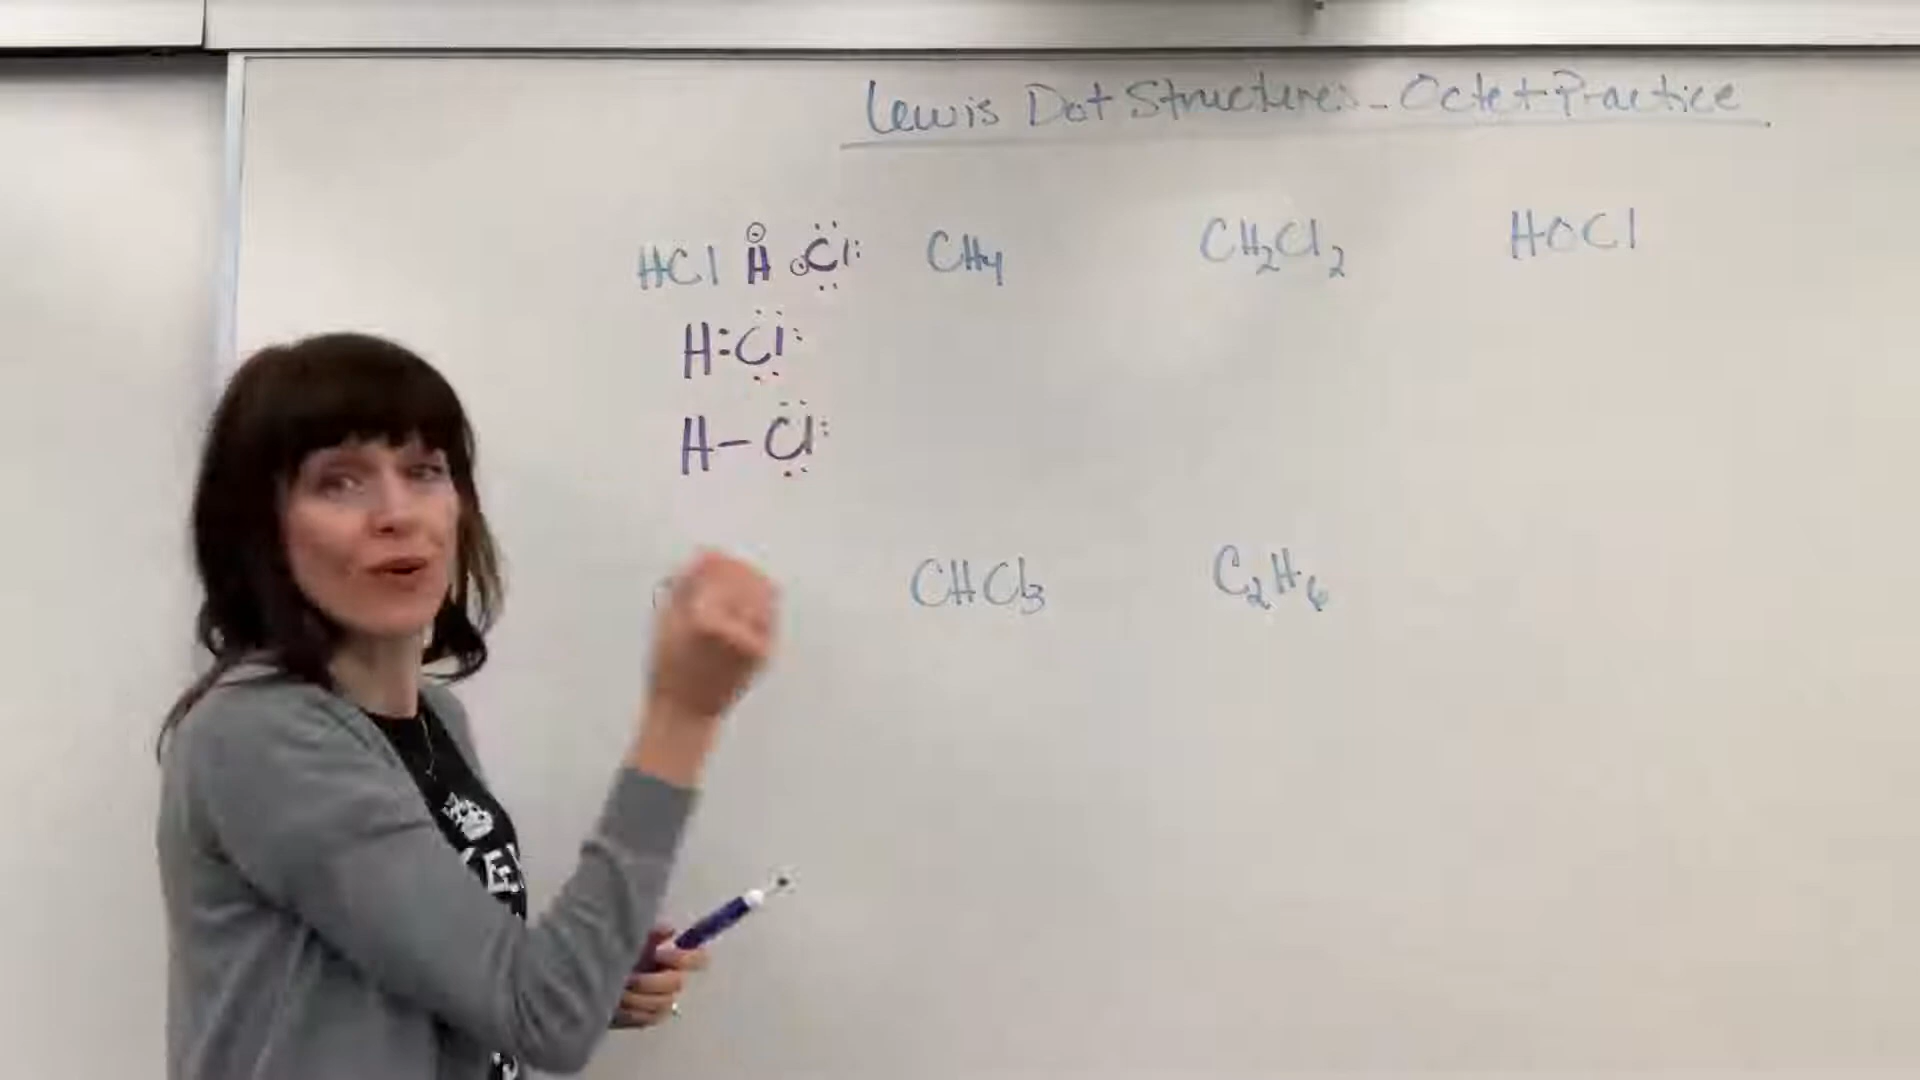 Lewis Dot Structures - Octet Practice
HCl H Cl CH4 CH2Cl2 HOCl
H:Cl
H-Cl
CHCl3 C2H6